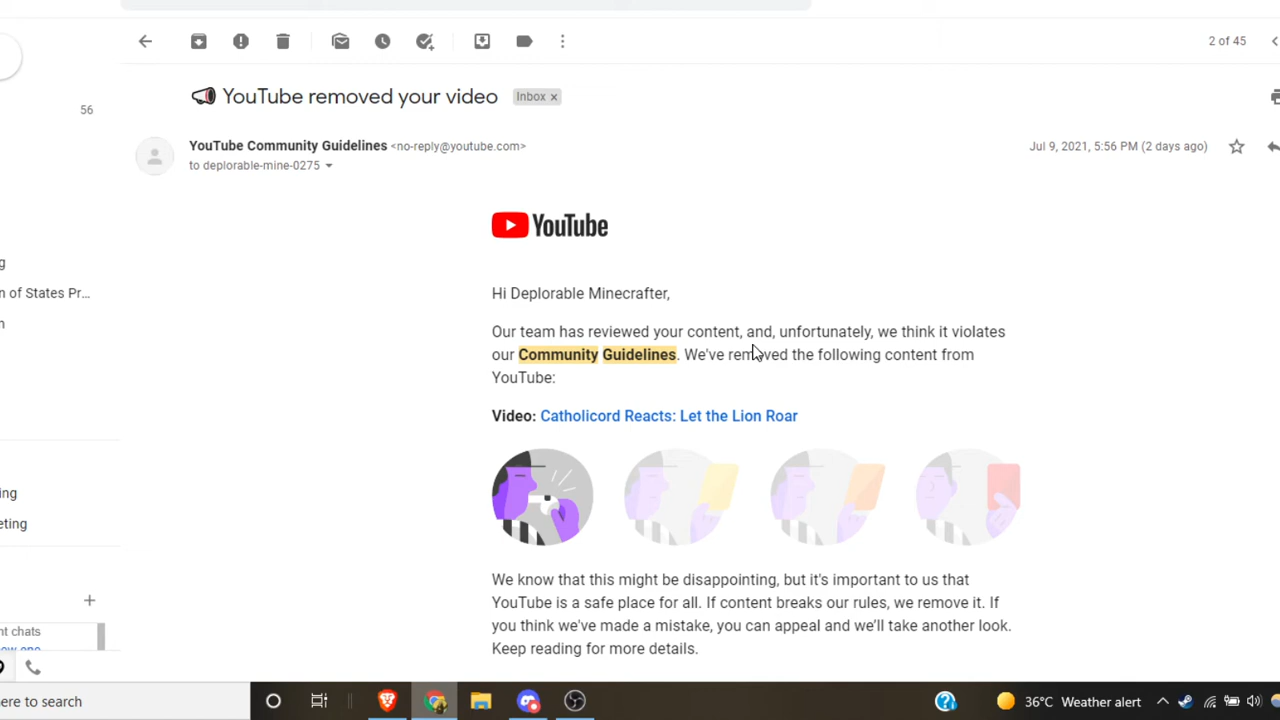 2 of 45
56
YouTube removed your video
Inbox ×
YouTube Community Guidelines <no-reply@youtube.com>
Jul 9, 2021, 5:56 PM (2 days ago)
to deplorable-mine-0275
YouTube
g
Hi Deplorable Minecrafter,
n of States Pr...
n
Our team has reviewed your content, and, unfortunately, we think it violates
our Community Guidelines. We've removed the following content from
YouTube:
Video: Catholicord Reacts: Let the Lion Roar
ing
eting
We know that this might be disappointing, but it's important to us that
YouTube is a safe place for all. If content breaks our rules, we remove it. If
you think we've made a mistake, you can appeal and we'll take another look.
Keep reading for more details.
nt chats
ere to search
36°C Weather alert